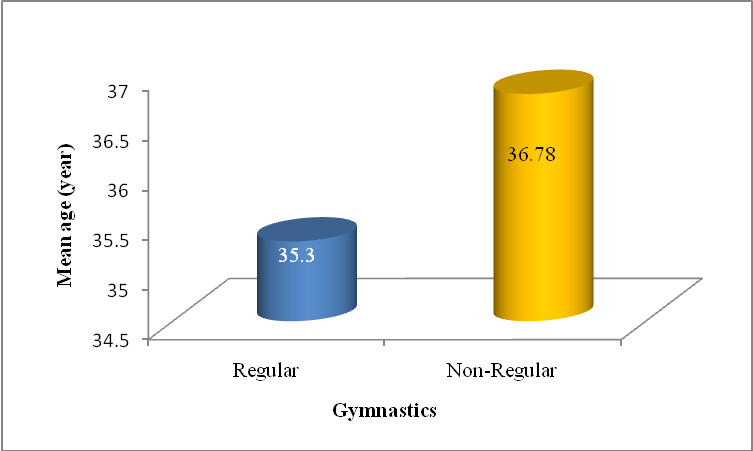 37
36.5
36
35.5
35
34.5
Mean age (year)
35.3
36.78
Regular
Non-Regular
Gymnastics